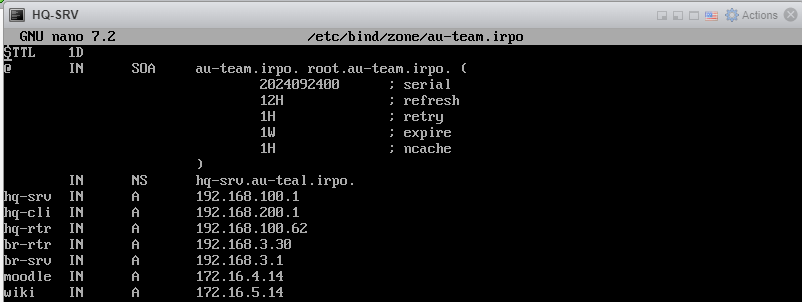 HQ-SRV Actions
GNU nano 7.2 /etc/bind/zone/au-team.irpo
$TTL 1D
@ IN SOA au-team.irpo. root.au-team.irpo. (
2024092400 ; serial
12H ; refresh
1H ; retry
1W ; expire
1H ; ncache
)
IN NS hq-srv.au-teal.irpo.
hq-srv IN A 192.168.100.1
hq-cli IN A 192.168.200.1
hq-rtr IN A 192.168.100.62
br-rtr IN A 192.168.3.30
br-srv IN A 192.168.3.1
moodle IN A 172.16.4.14
wiki IN A 172.16.5.14